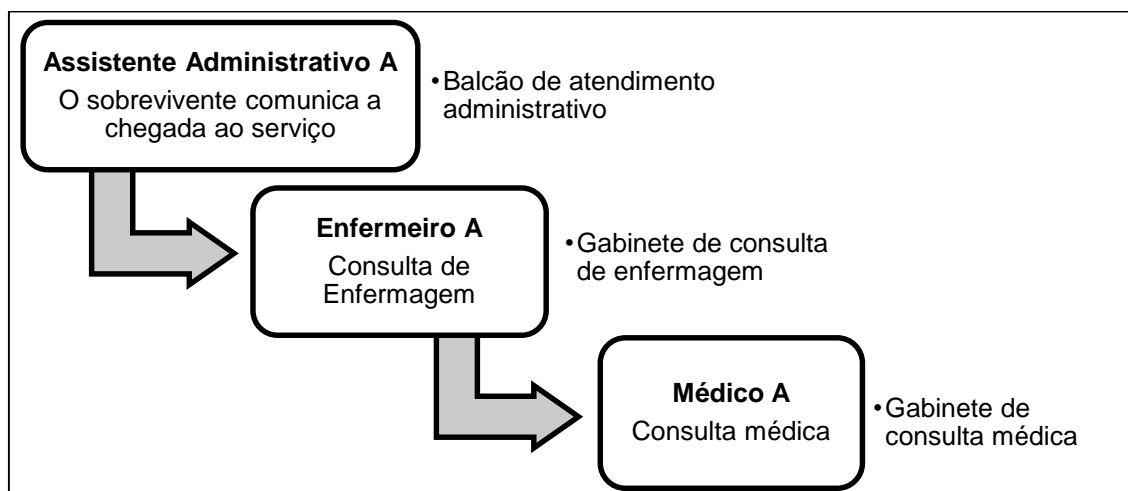 Assistente Administrativo A
O sobrevivente comunica a
chegada ao serviço
•Balcão de atendimento
administrativo
Enfermeiro A
Consulta de
Enfermagem
•Gabinete de consulta
de enfermagem
Médico A
Consulta médica
•Gabinete de
consulta médica